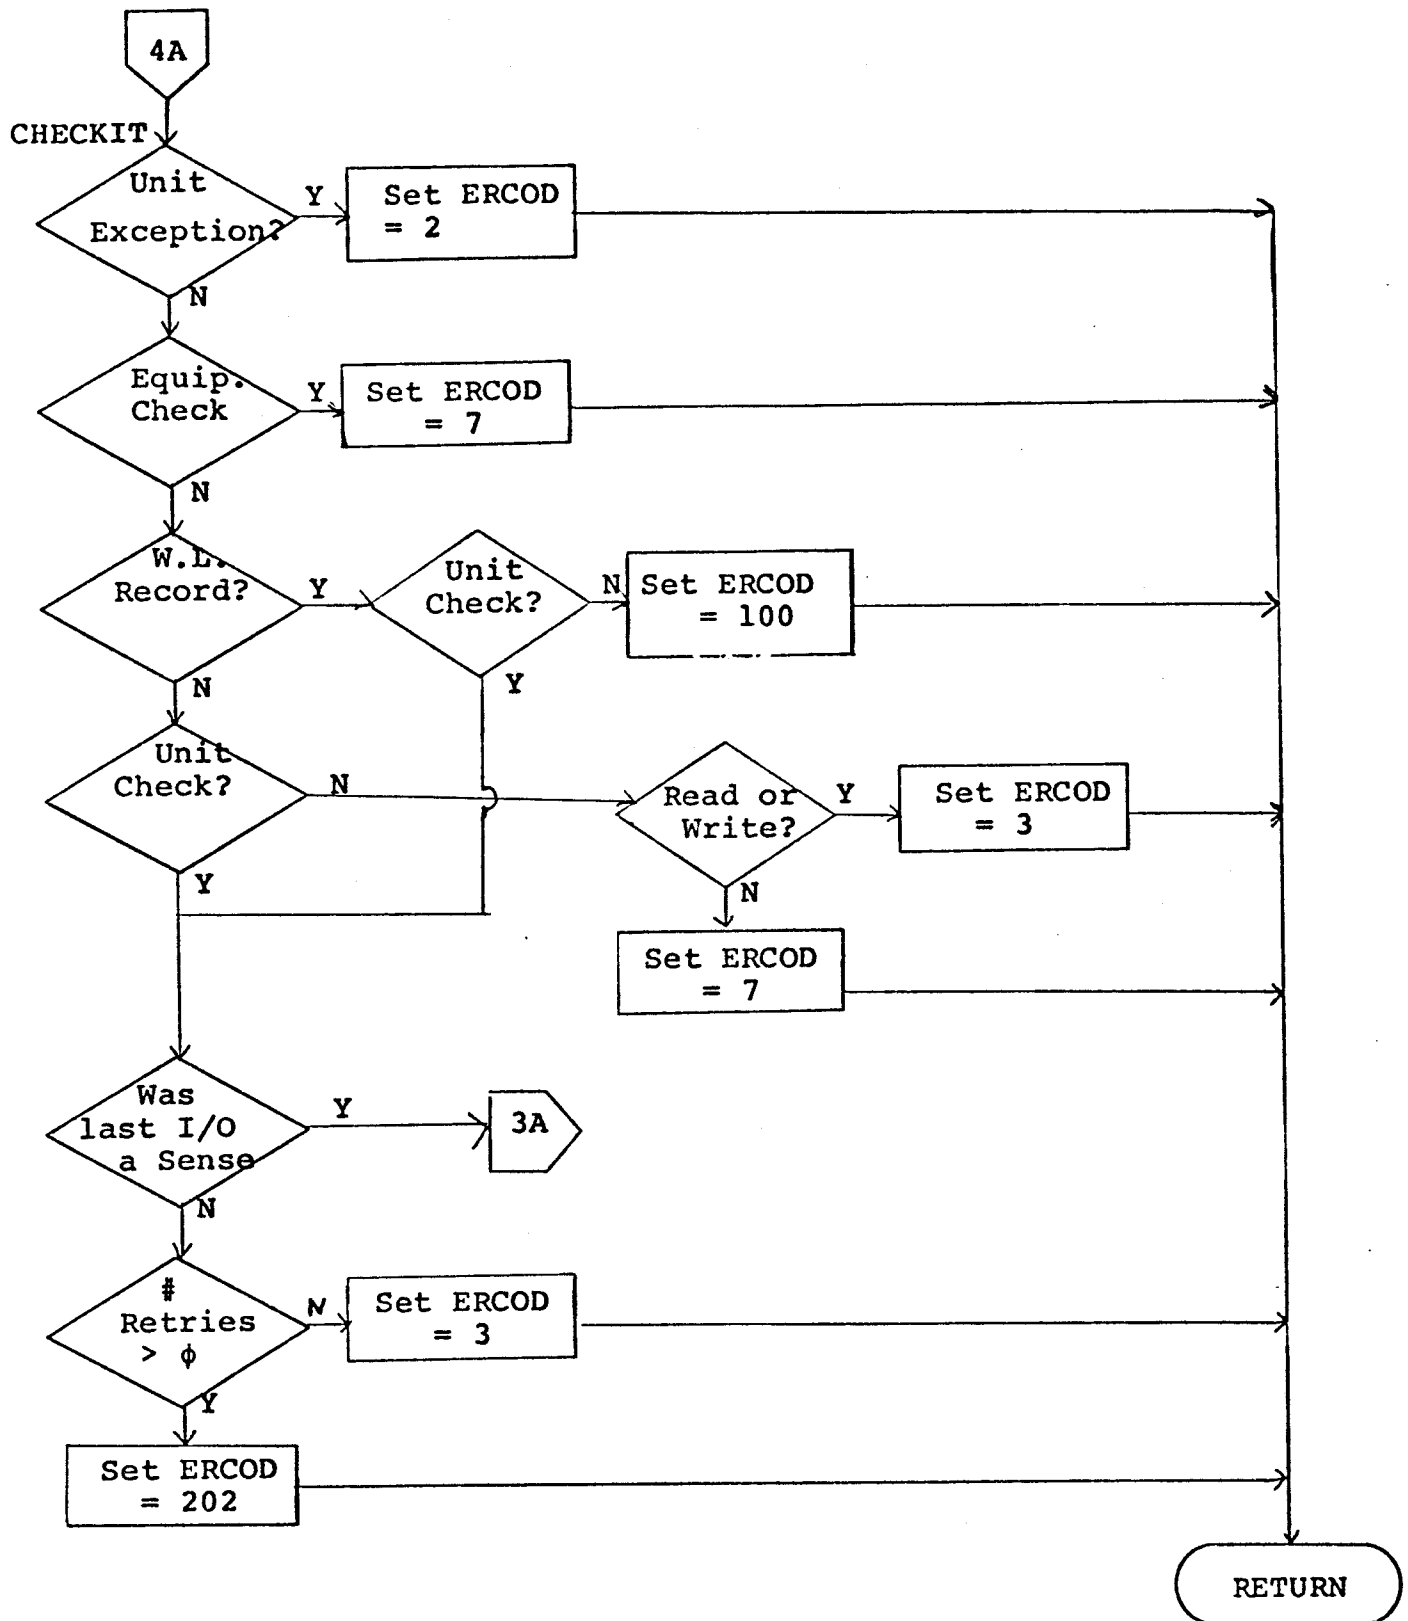 4A
CHECKIT
Unit
Exception?
Y
Set ERCOD
= 2
N
Equip.
Check
Y
Set ERCOD
= 7
N
W.L.
Record?
Y
Unit
Check?
N
Set ERCOD
= 100
Y
N
Unit
Check?
N
Read or
Write?
Y
Set ERCOD
= 3
N
Set ERCOD
= 7
Y
Was
last I/O
a Sense
Y
3A
N
#
Retries
> ϕ
N
Set ERCOD
= 3
Y
Set ERCOD
= 202
RETURN